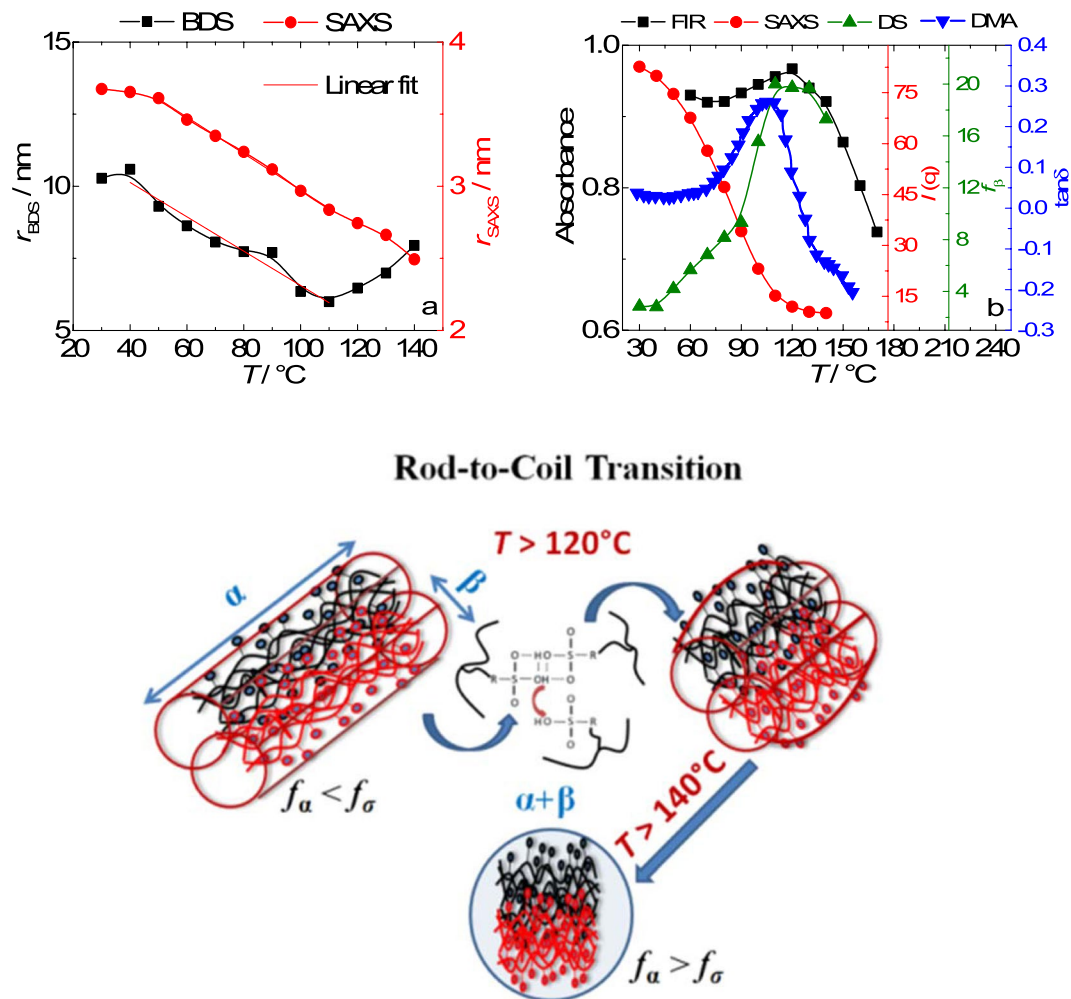 BDS SAXS
Linear fit
15
10
5
r_BDS / nm
4
3
2
r_SAXS / nm
a
20 40 60 80 100 120 140
T / °C
FIR SAXS DS DMA
1.0
0.8
0.6
Absorbance
75
60
45
30
15
I (q)
20
16
12
8
4
f_β
0.4
0.3
0.2
0.1
0.0
-0.1
-0.2
-0.3
tanδ
b
30 60 90 120 150 180 210 240
T / °C
Rod-to-Coil Transition
T > 120°C
α
β
O O
O HO S R
R S OH O
O O
HO S R
O
f_α < f_σ
α+β
T > 140°C
f_α > f_σ